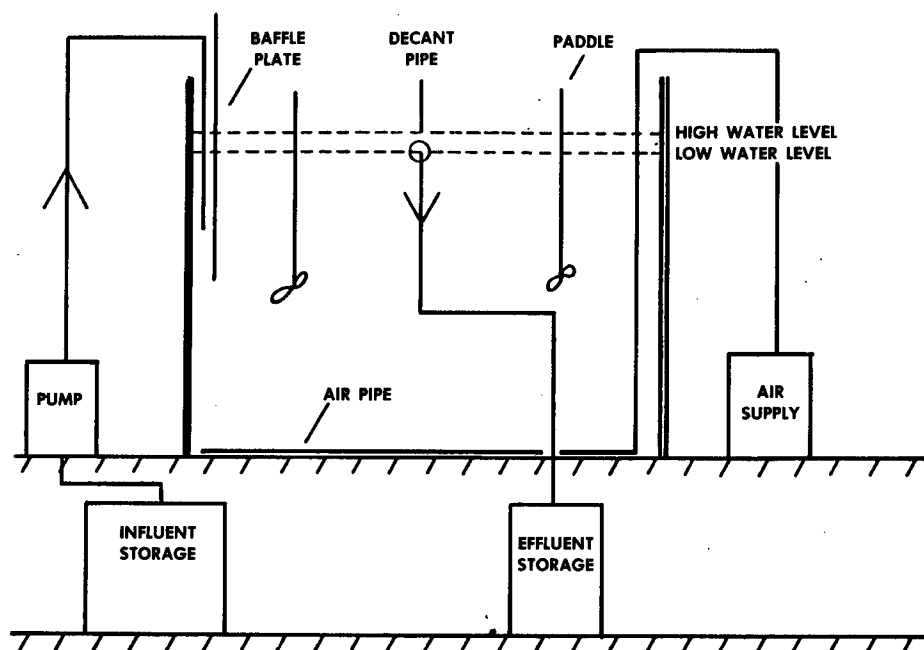 BAFFLE
PLATE
DECANT
PIPE
PADDLE
HIGH WATER LEVEL
LOW WATER LEVEL
PUMP
AIR PIPE
AIR
SUPPLY
INFLUENT
STORAGE
EFFLUENT
STORAGE